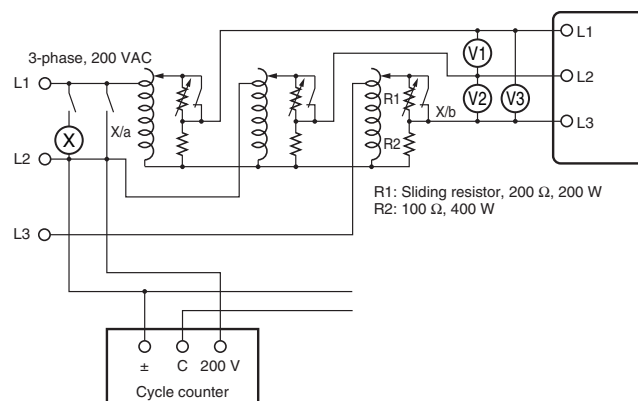 3-phase, 200 VAC
L1
L2
L3
X
X/a
R1
R2
X/b
V1
V2
V3
L1
L2
L3
R1: Sliding resistor, 200 Ω, 200 W
R2: 100 Ω, 400 W
± C 200 V
Cycle counter